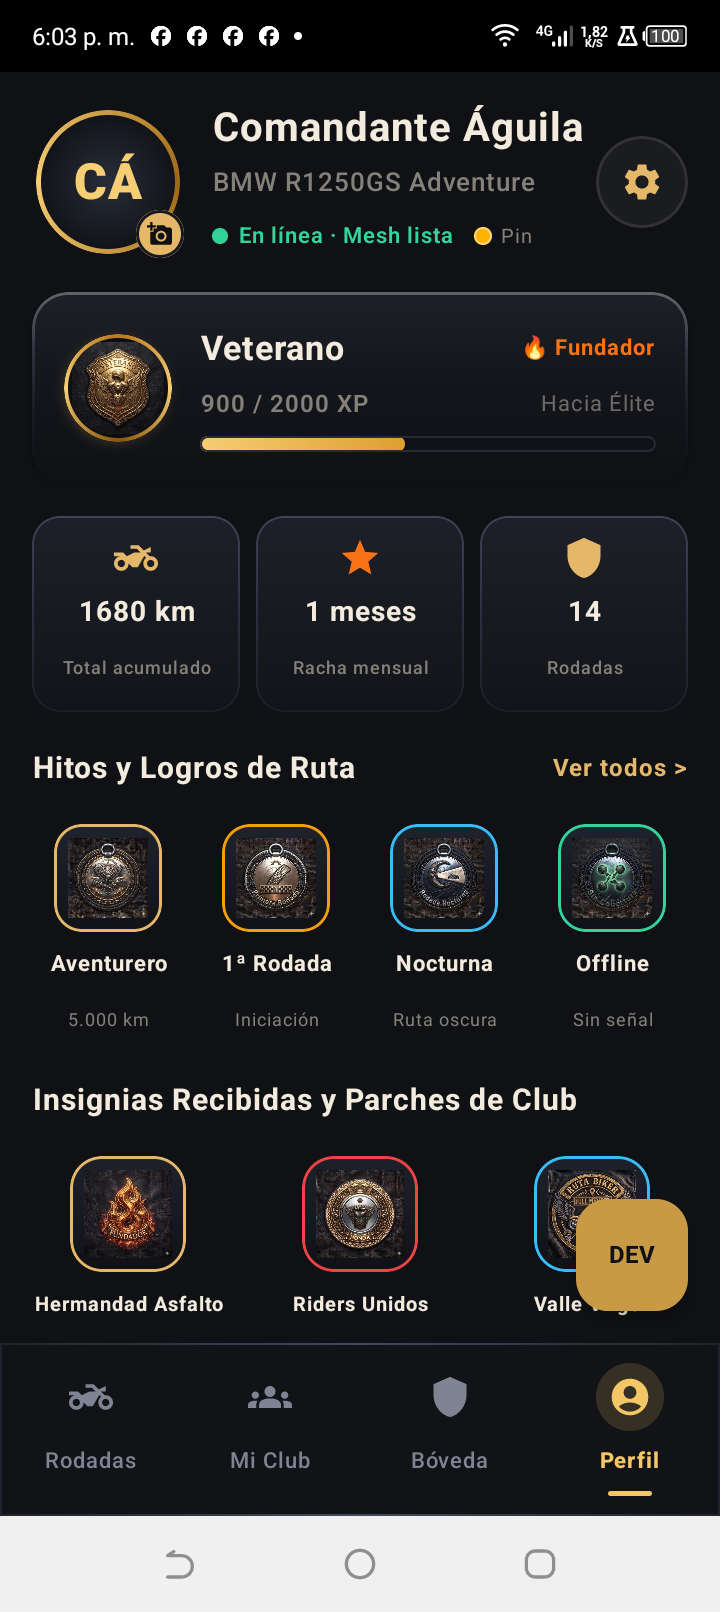 6:03 p. m.
4G 1,82 K/S 100
CÁ
Comandante Águila
BMW R1250GS Adventure
En línea · Mesh lista Pin
Veterano
Fundador
900 / 2000 XP
Hacia Élite
1680 km
Total acumulado
1 meses
Racha mensual
14
Rodadas
Hitos y Logros de Ruta
Ver todos >
Aventurero 1ª Rodada Nocturna Offline
5.000 km Iniciación Ruta oscura Sin señal
Insignias Recibidas y Parches de Club
FUNDADOR
RUTA BIKER
Hermandad Asfalto Riders Unidos Valle
DEV
Rodadas Mi Club Bóveda Perfil